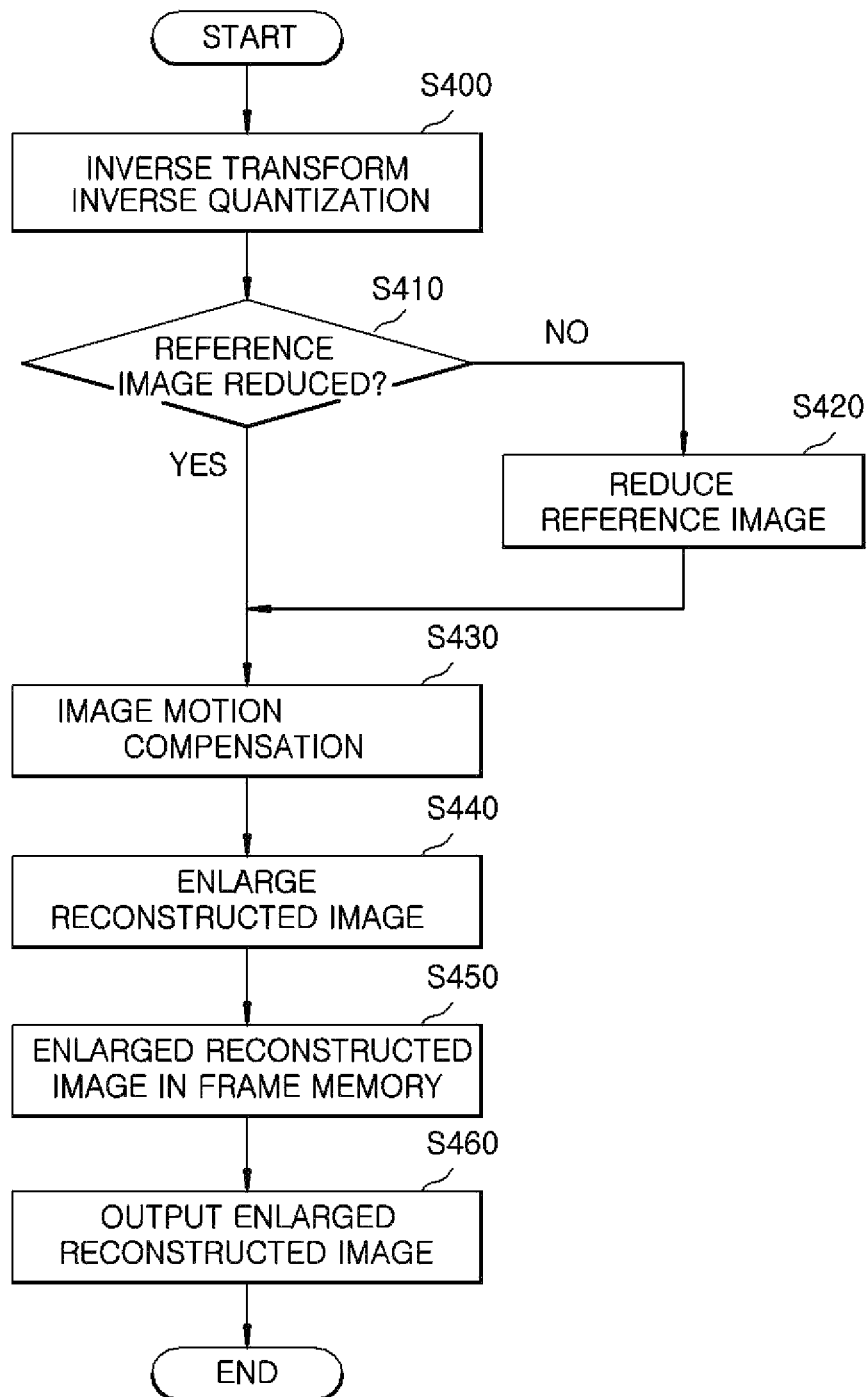 START
S400
INVERSE TRANSFORM
INVERSE QUANTIZATION
S410
REFERENCE
IMAGE REDUCED?
NO
YES
S420
REDUCE
REFERENCE IMAGE
S430
IMAGE MOTION
COMPENSATION
S440
ENLARGE
RECONSTRUCTED IMAGE
S450
ENLARGED RECONSTRUCTED
IMAGE IN FRAME MEMORY
S460
OUTPUT ENLARGED
RECONSTRUCTED IMAGE
END